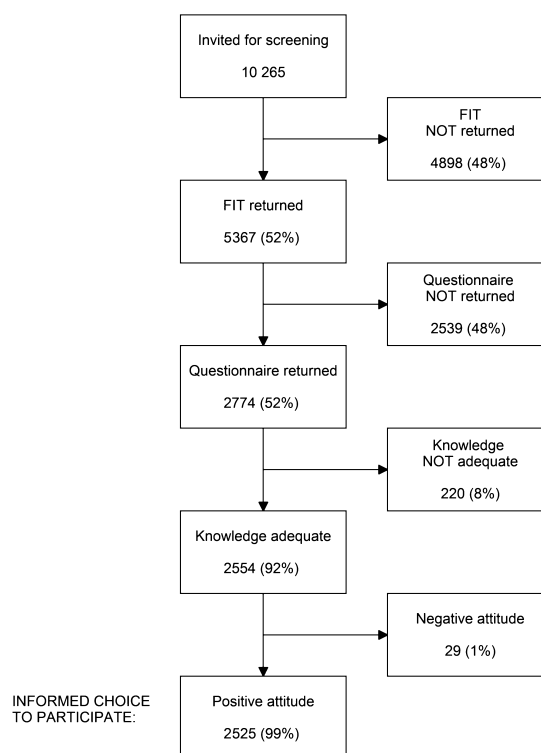 Invited for screening
10 265
FIT
NOT returned
4898 (48%)
FIT returned
5367 (52%)
Questionnaire
NOT returned
2539 (48%)
Questionnaire returned
2774 (52%)
Knowledge
NOT adequate
220 (8%)
Knowledge adequate
2554 (92%)
Negative attitude
29 (1%)
INFORMED CHOICE
TO PARTICIPATE:
Positive attitude
2525 (99%)